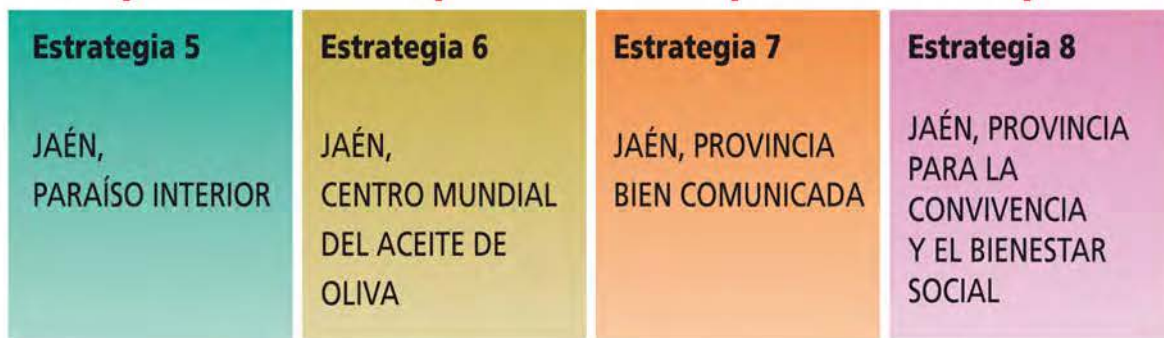 Estrategia 5
JAÉN,
PARAÍSO INTERIOR
Estrategia 6
JAÉN,
CENTRO MUNDIAL
DEL ACEITE DE
OLIVA
Estrategia 7
JAÉN, PROVINCIA
BIEN COMUNICADA
Estrategia 8
JAÉN, PROVINCIA
PARA LA
CONVIVENCIA
Y EL BIENESTAR
SOCIAL